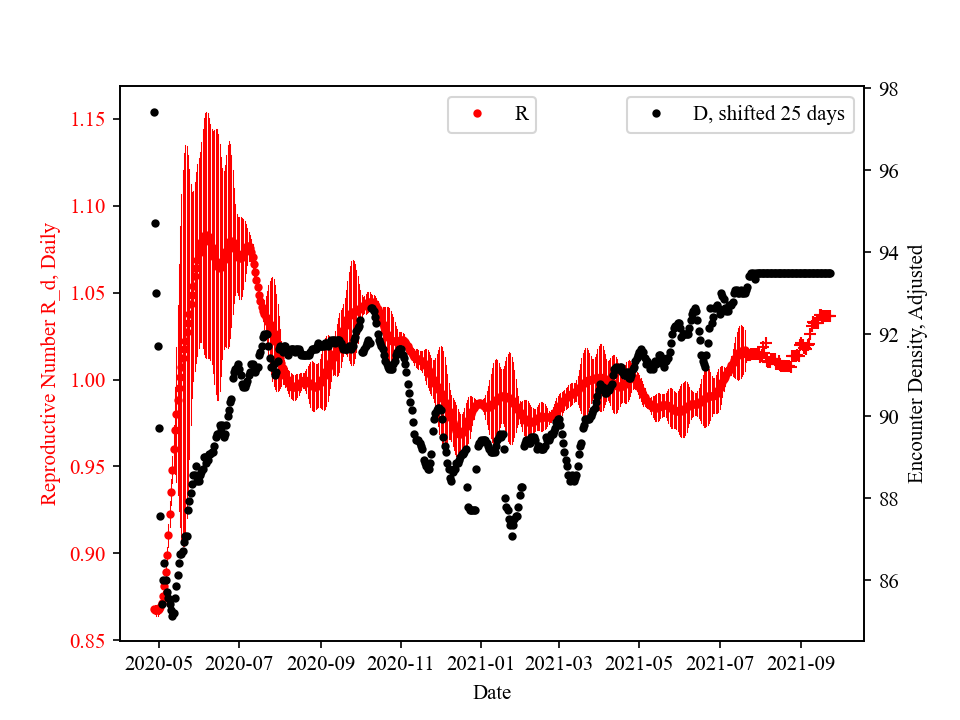 R
D, shifted 25 days
Reproductive Number R_d, Daily
1.15
1.10
1.05
1.00
0.95
0.90
0.85
98
96
94
92
90
88
86
Encounter Density, Adjusted
2020-05 2020-07 2020-09 2020-11 2021-01 2021-03 2021-05 2021-07 2021-09
Date